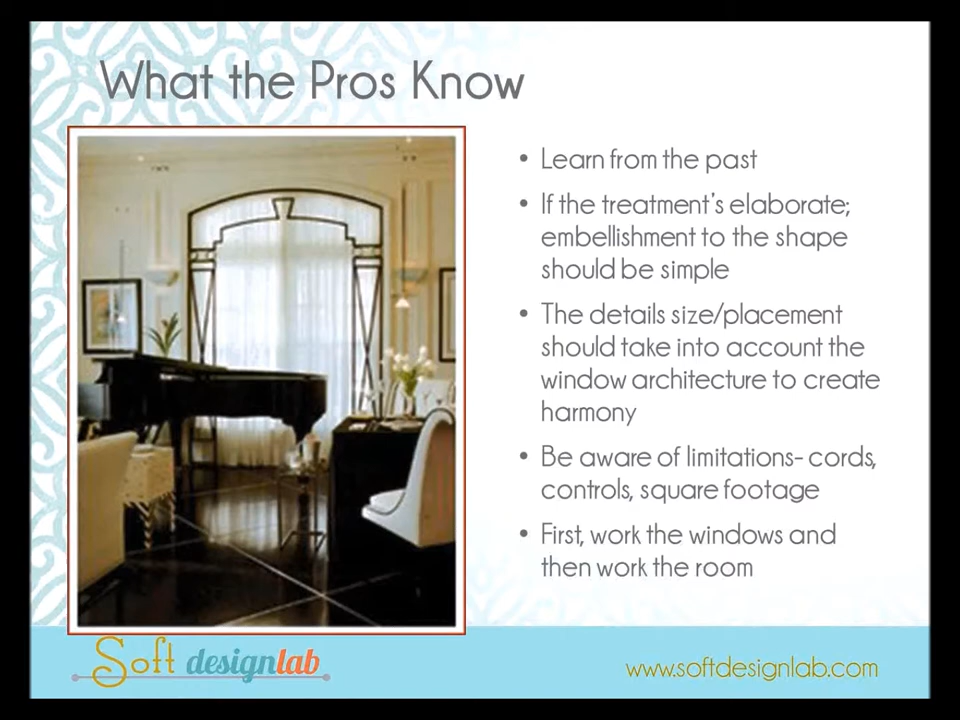 What the Pros Know
• Learn from the past
• If the treatment's elaborate;
embellishment to the shape
should be simple
• The details size/placement
should take into account the
window architecture to create
harmony
• Be aware of limitations- cords,
controls, square footage
• First, work the windows and
then work the room
Soft designlab
www.softdesignlab.com